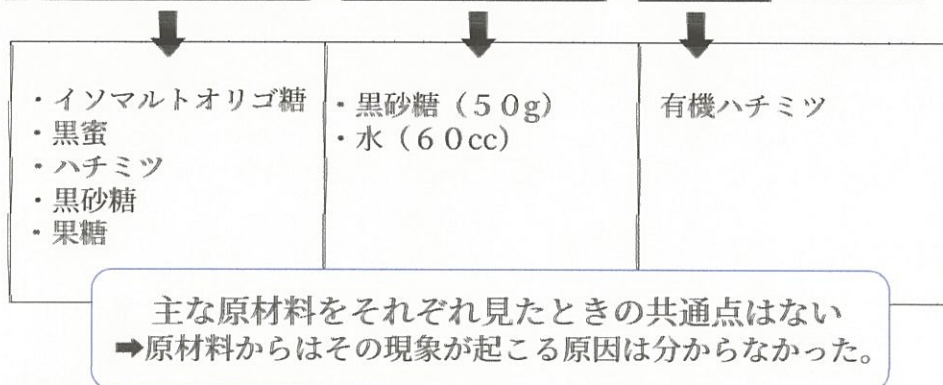 ・イソマルトオリゴ糖
・黒蜜
・ハチミツ
・黒砂糖
・果糖
・黒砂糖（５０g）
・水（６０cc）
有機ハチミツ
主な原材料をそれぞれ見たときの共通点はない
➡原材料からはその現象が起こる原因は分からなかった。